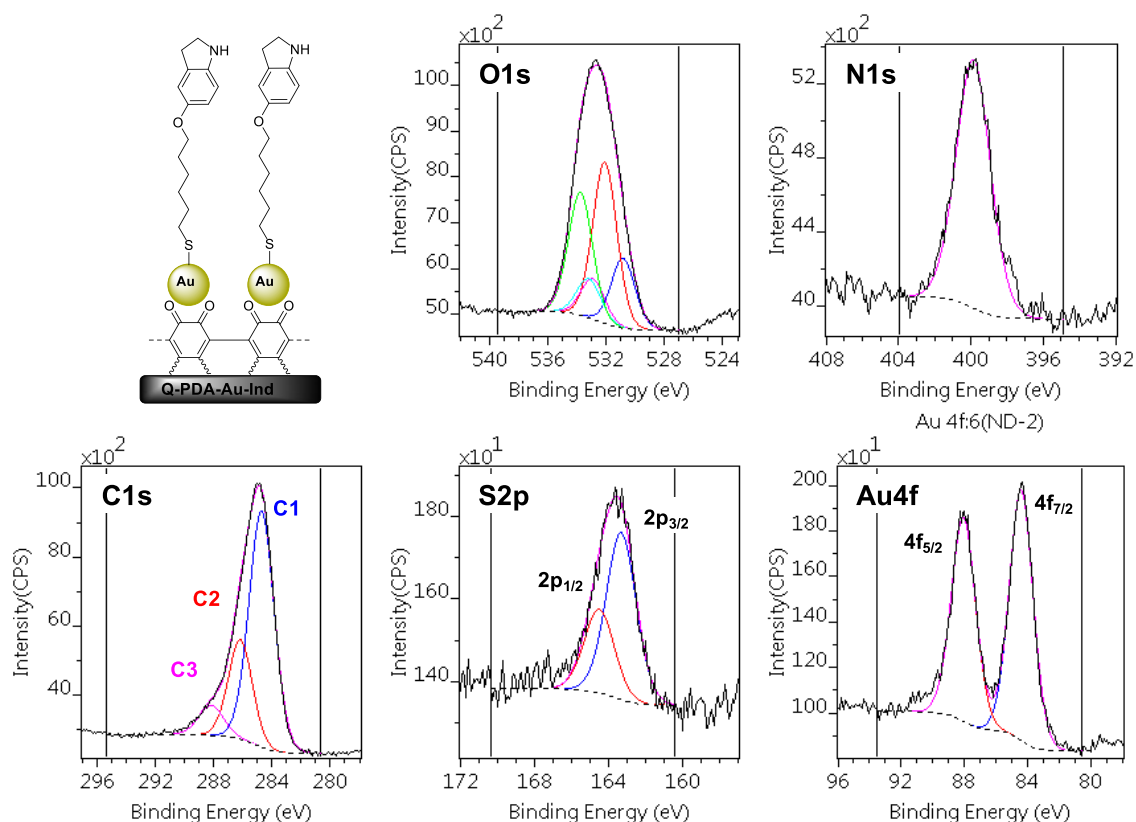 NH
NH
O
O
S
S
Au
Au
O
O
O
O
Q-PDA-Au-Ind
x10²
O1s
Intensity(CPS)
100
90
80
70
60
50
540
536
532
528
524
Binding Energy (eV)
x10²
N1s
Intensity(CPS)
52
48
44
40
408
404
400
396
392
Binding Energy (eV)
x10²
C1s
C1
C2
C3
Intensity(CPS)
100
80
60
40
296
292
288
284
280
Binding Energy (eV)
x10¹
S2p
2p3/2
2p1/2
Intensity(CPS)
180
160
140
172
168
164
160
Binding Energy (eV)
Au 4f:6(ND-2)
x10¹
Au4f
4f7/2
4f5/2
Intensity(CPS)
200
180
160
140
120
100
96
92
88
84
80
Binding Energy (eV)